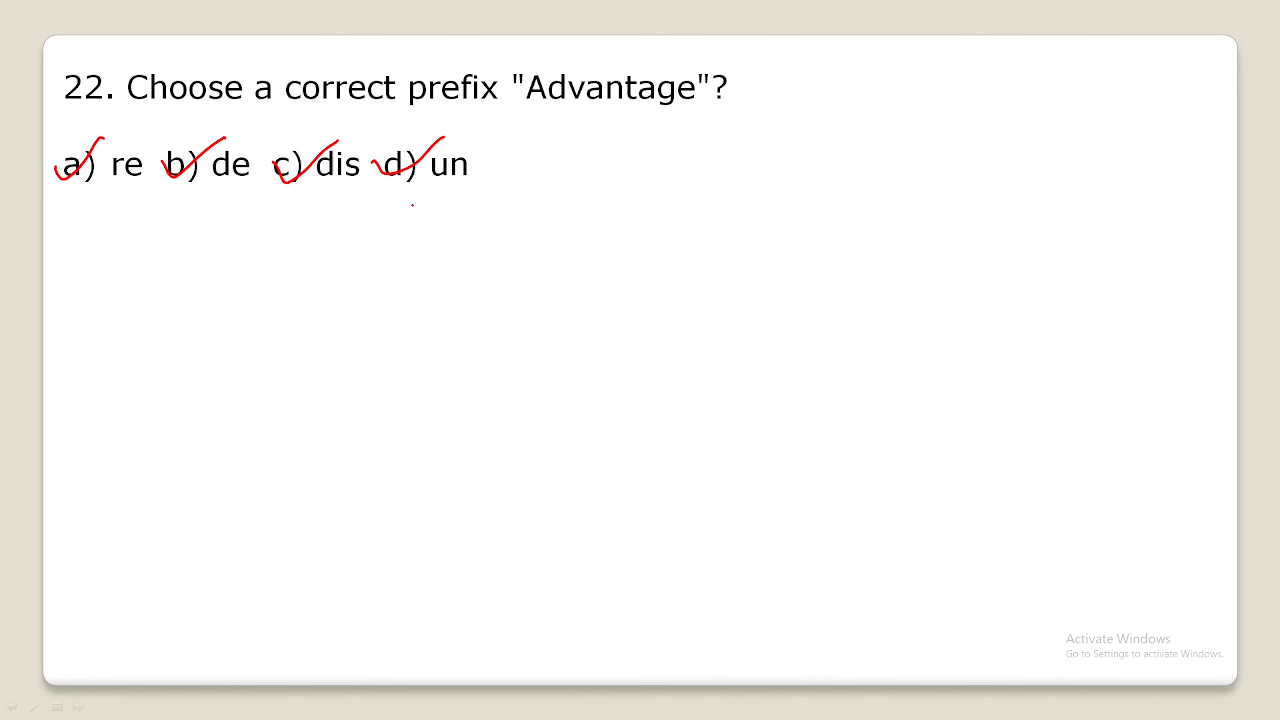 22. Choose a correct prefix "Advantage"?
a) re b) de c) dis d) un
Activate Windows
Go to Settings to activate Windows.